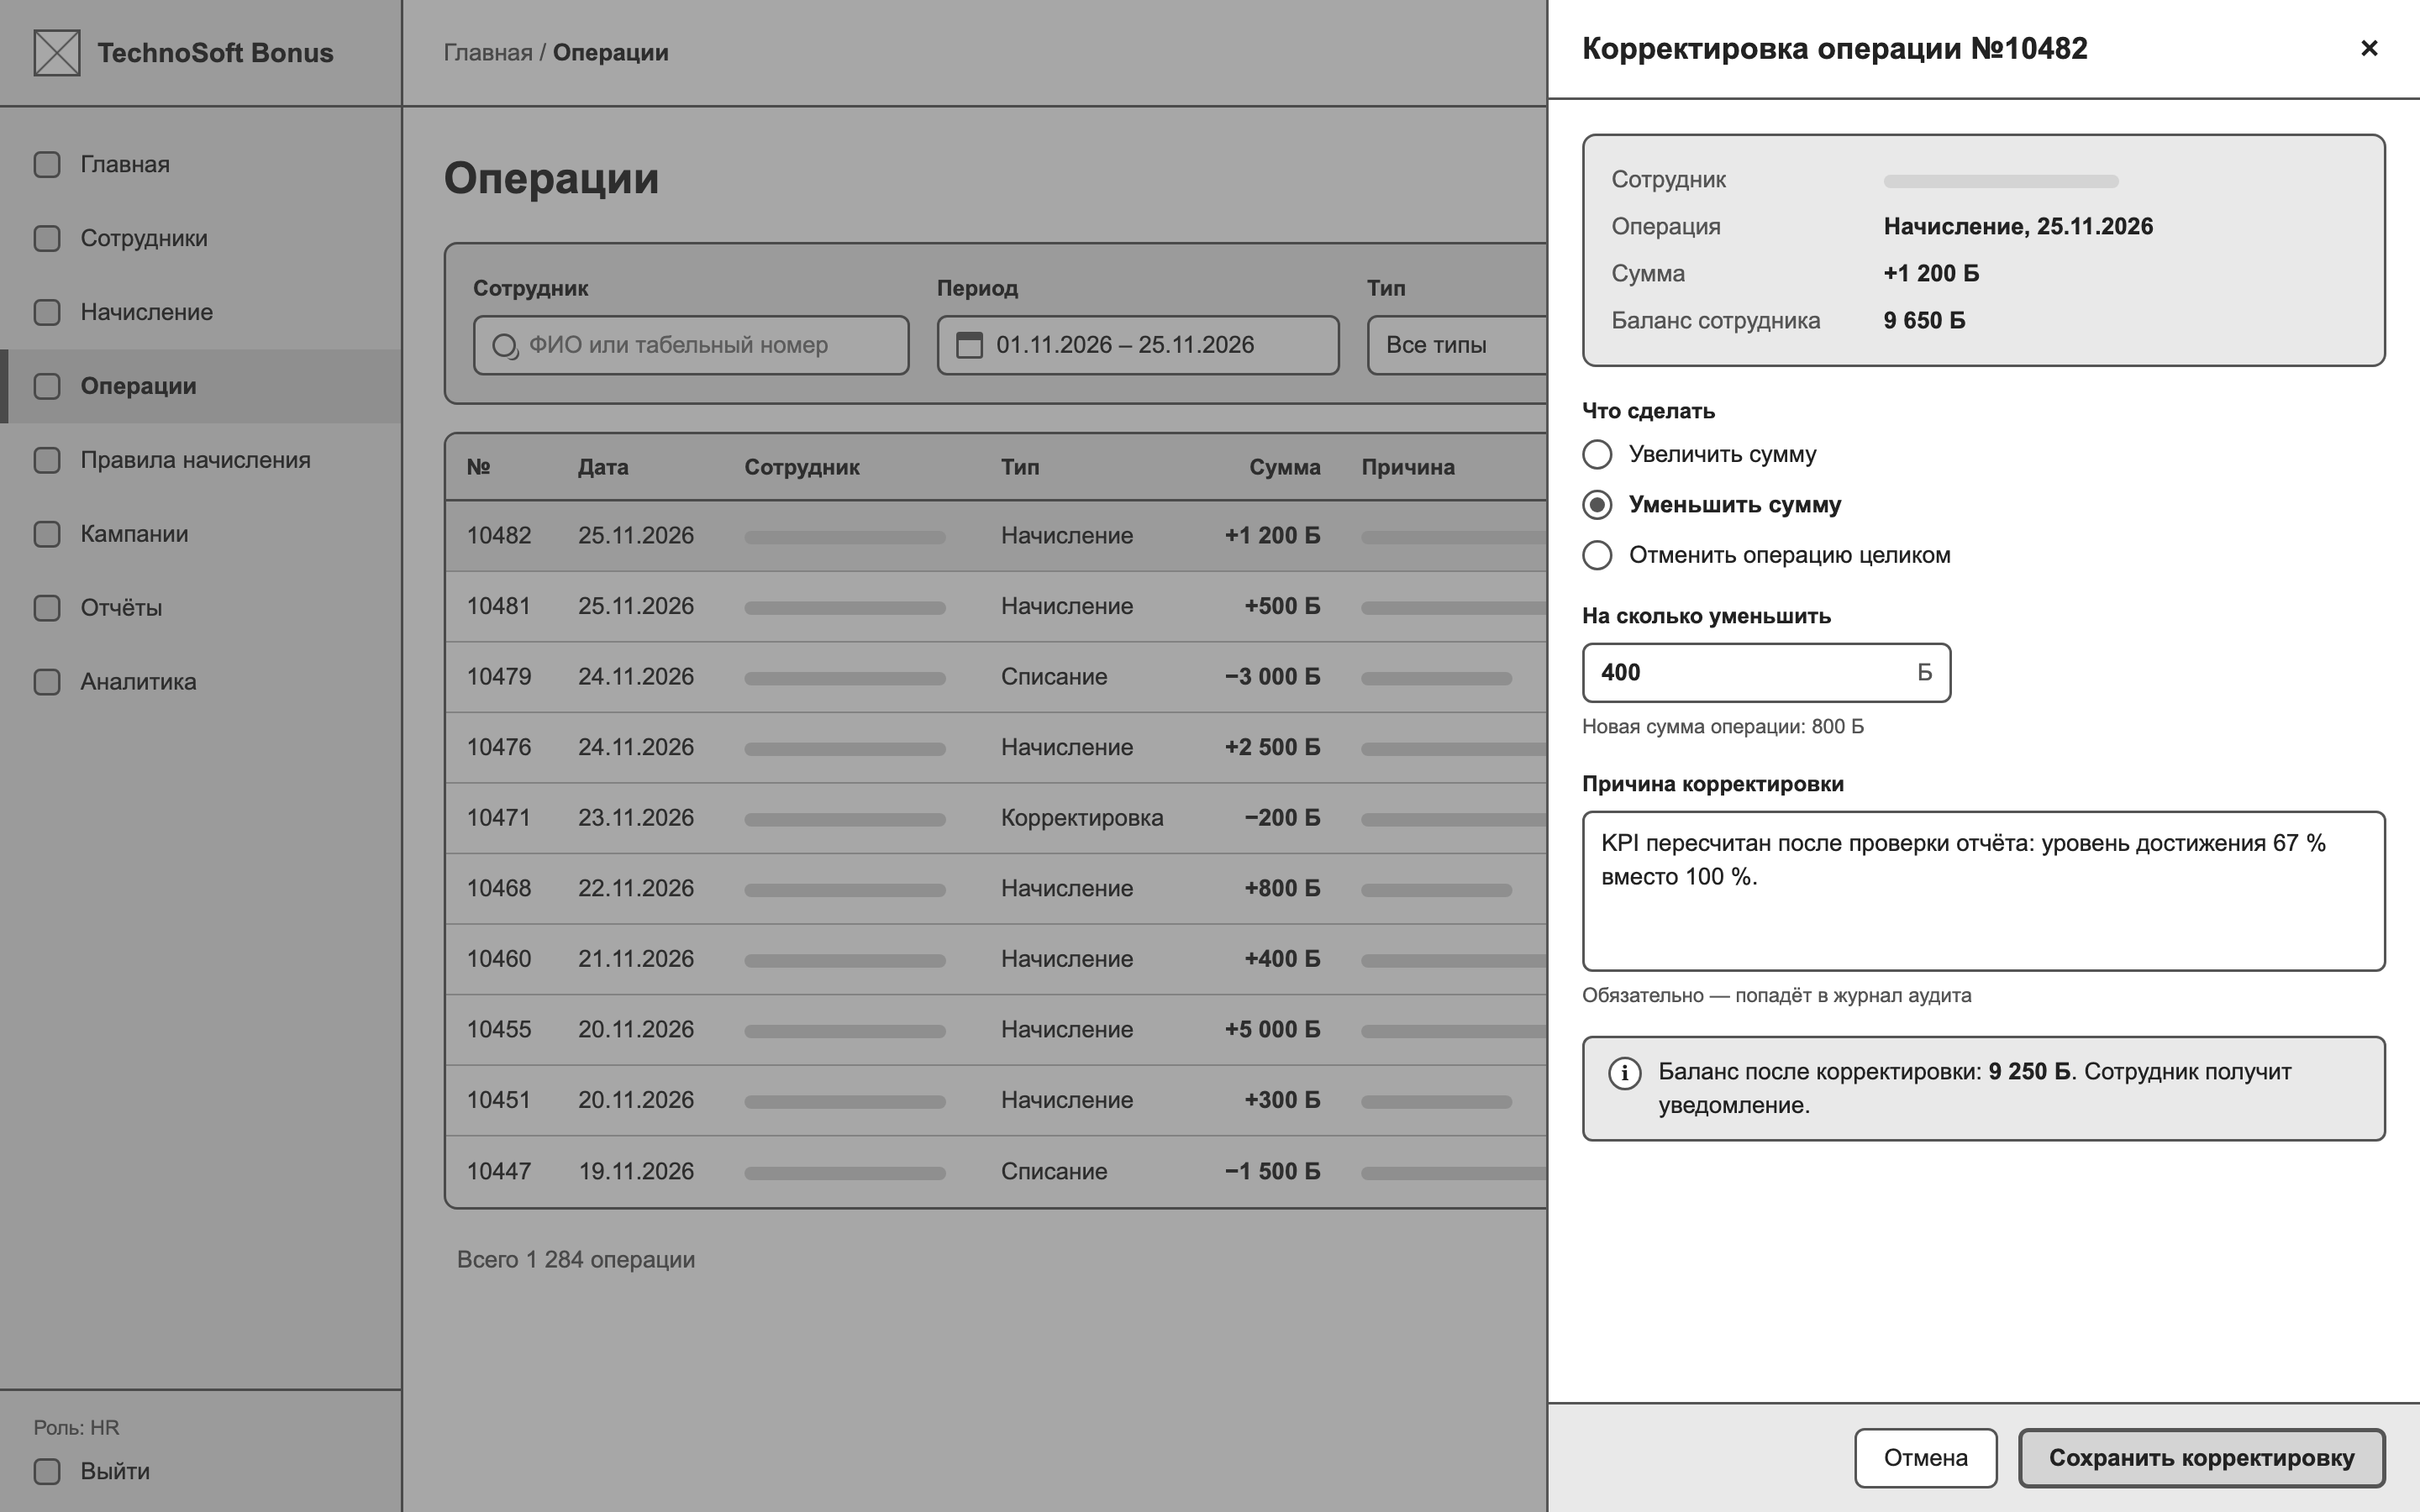 TechnoSoft Bonus
Главная
Сотрудники
Начисление
Операции
Правила начисления
Кампании
Отчёты
Аналитика
Роль: HR
Выйти
Главная / Операции
Операции
Сотрудник Период Тип
ФИО или табельный номер 01.11.2026 – 25.11.2026 Все типы
№ Дата Сотрудник Тип Сумма Причина
10482 25.11.2026 Начисление +1 200 Б
10481 25.11.2026 Начисление +500 Б
10479 24.11.2026 Списание −3 000 Б
10476 24.11.2026 Начисление +2 500 Б
10471 23.11.2026 Корректировка −200 Б
10468 22.11.2026 Начисление +800 Б
10460 21.11.2026 Начисление +400 Б
10455 20.11.2026 Начисление +5 000 Б
10451 20.11.2026 Начисление +300 Б
10447 19.11.2026 Списание −1 500 Б
Всего 1 284 операции
Корректировка операции №10482 ×
Сотрудник
Операция Начисление, 25.11.2026
Сумма +1 200 Б
Баланс сотрудника 9 650 Б
Что сделать
Увеличить сумму
Уменьшить сумму
Отменить операцию целиком
На сколько уменьшить
400 Б
Новая сумма операции: 800 Б
Причина корректировки
KPI пересчитан после проверки отчёта: уровень достижения 67 %
вместо 100 %.
Обязательно — попадёт в журнал аудита
i Баланс после корректировки: 9 250 Б. Сотрудник получит
уведомление.
Отмена Сохранить корректировку